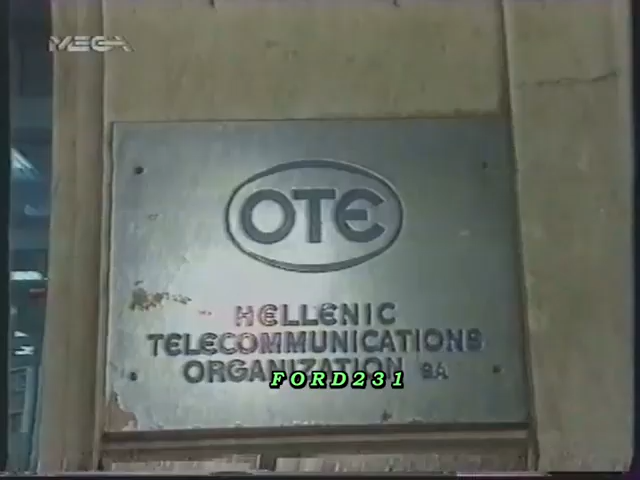 MEGA
OTE
HELLENIC
TELECOMMUNICATIONS
ORGANIZATION SA
FORD231